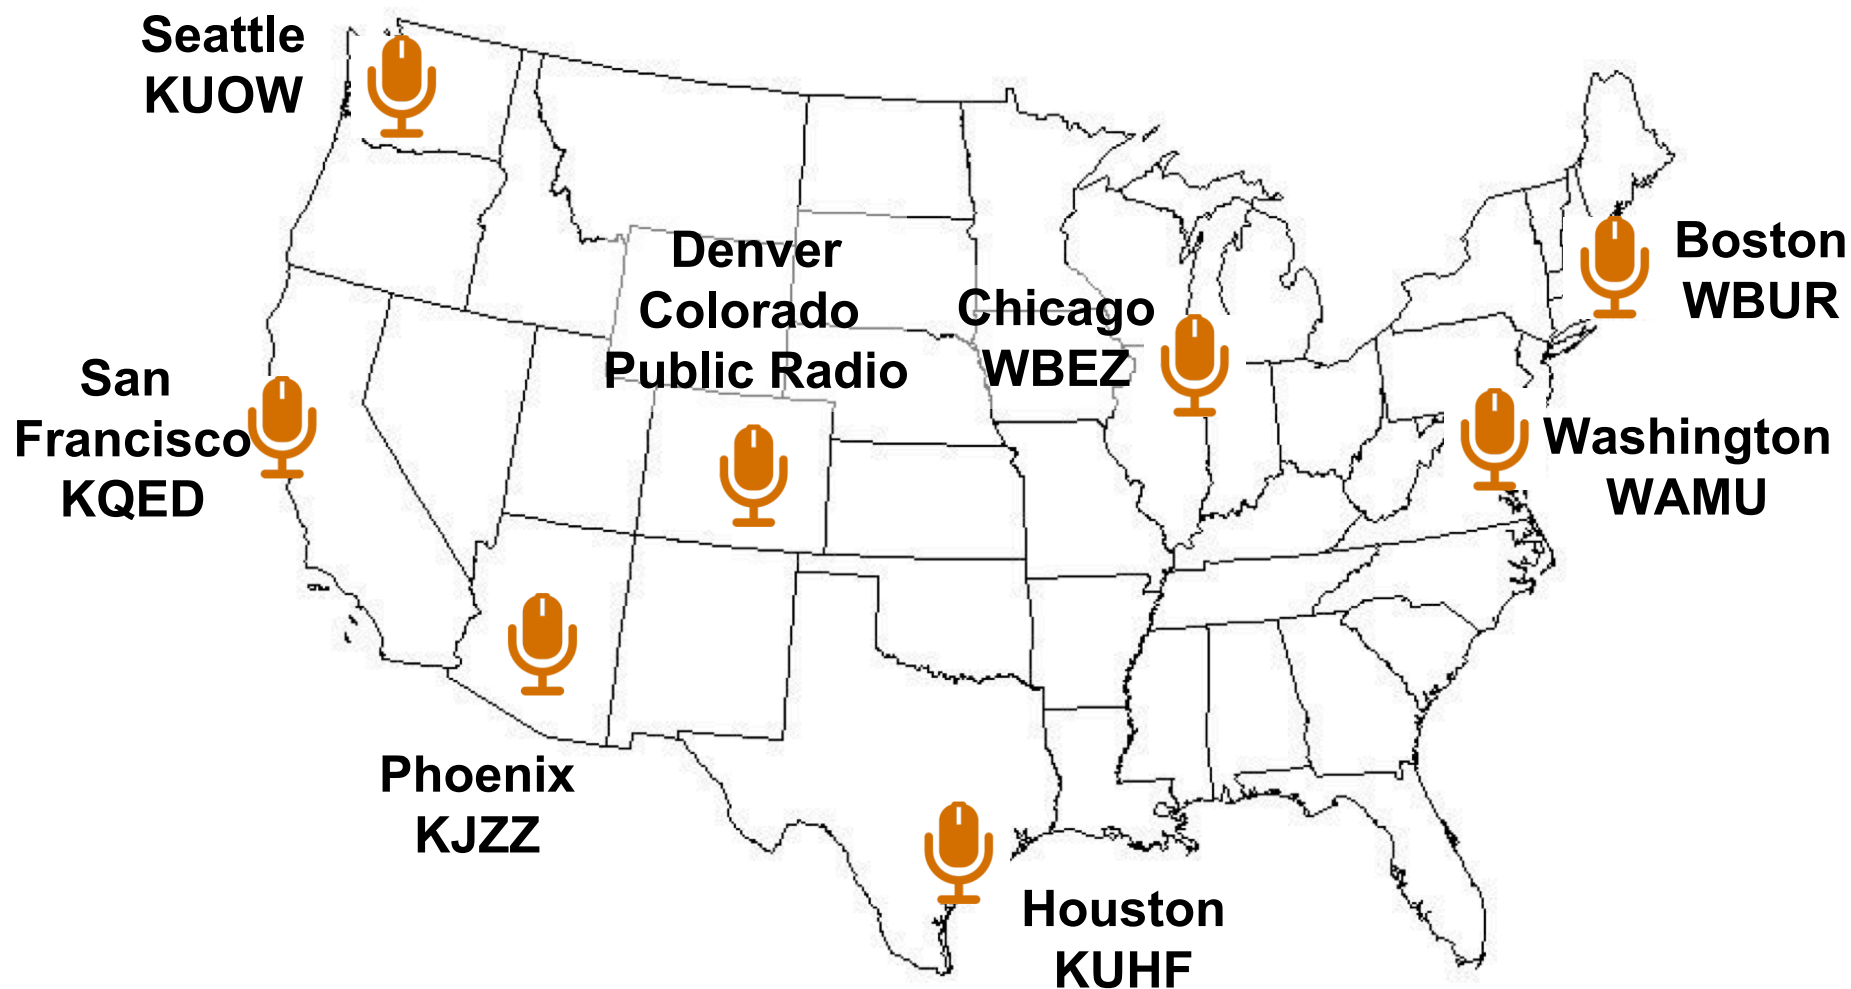 Seattle
KUOW
Denver
Colorado
Public Radio
Chicago
WBEZ
Boston
WBUR
San
Francisco
KQED
Washington
WAMU
Phoenix
KJZZ
Houston
KUHF